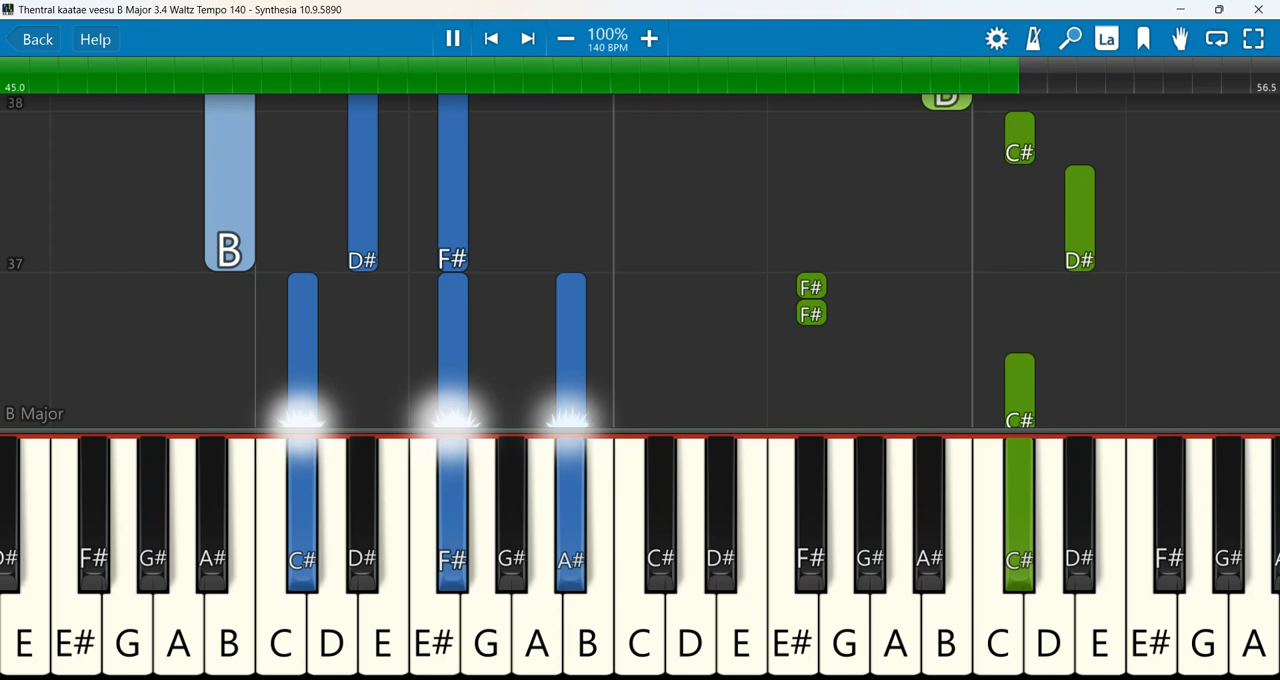 Thentral kaatae veesu B Major 3.4 Waltz Tempo 140 - Synthesia 10.9.5890
Back Help 100% La
140 BPM
45.0 56.5
38 D
C#
B D# F# D#
37
F#
F#
B Major C#
D# F# G# A# C# D# F# G# A# C# D# F# G# A# C# D# F# G#
E E# G A B C D E E# G A B C D E E# G A B C D E E# G A